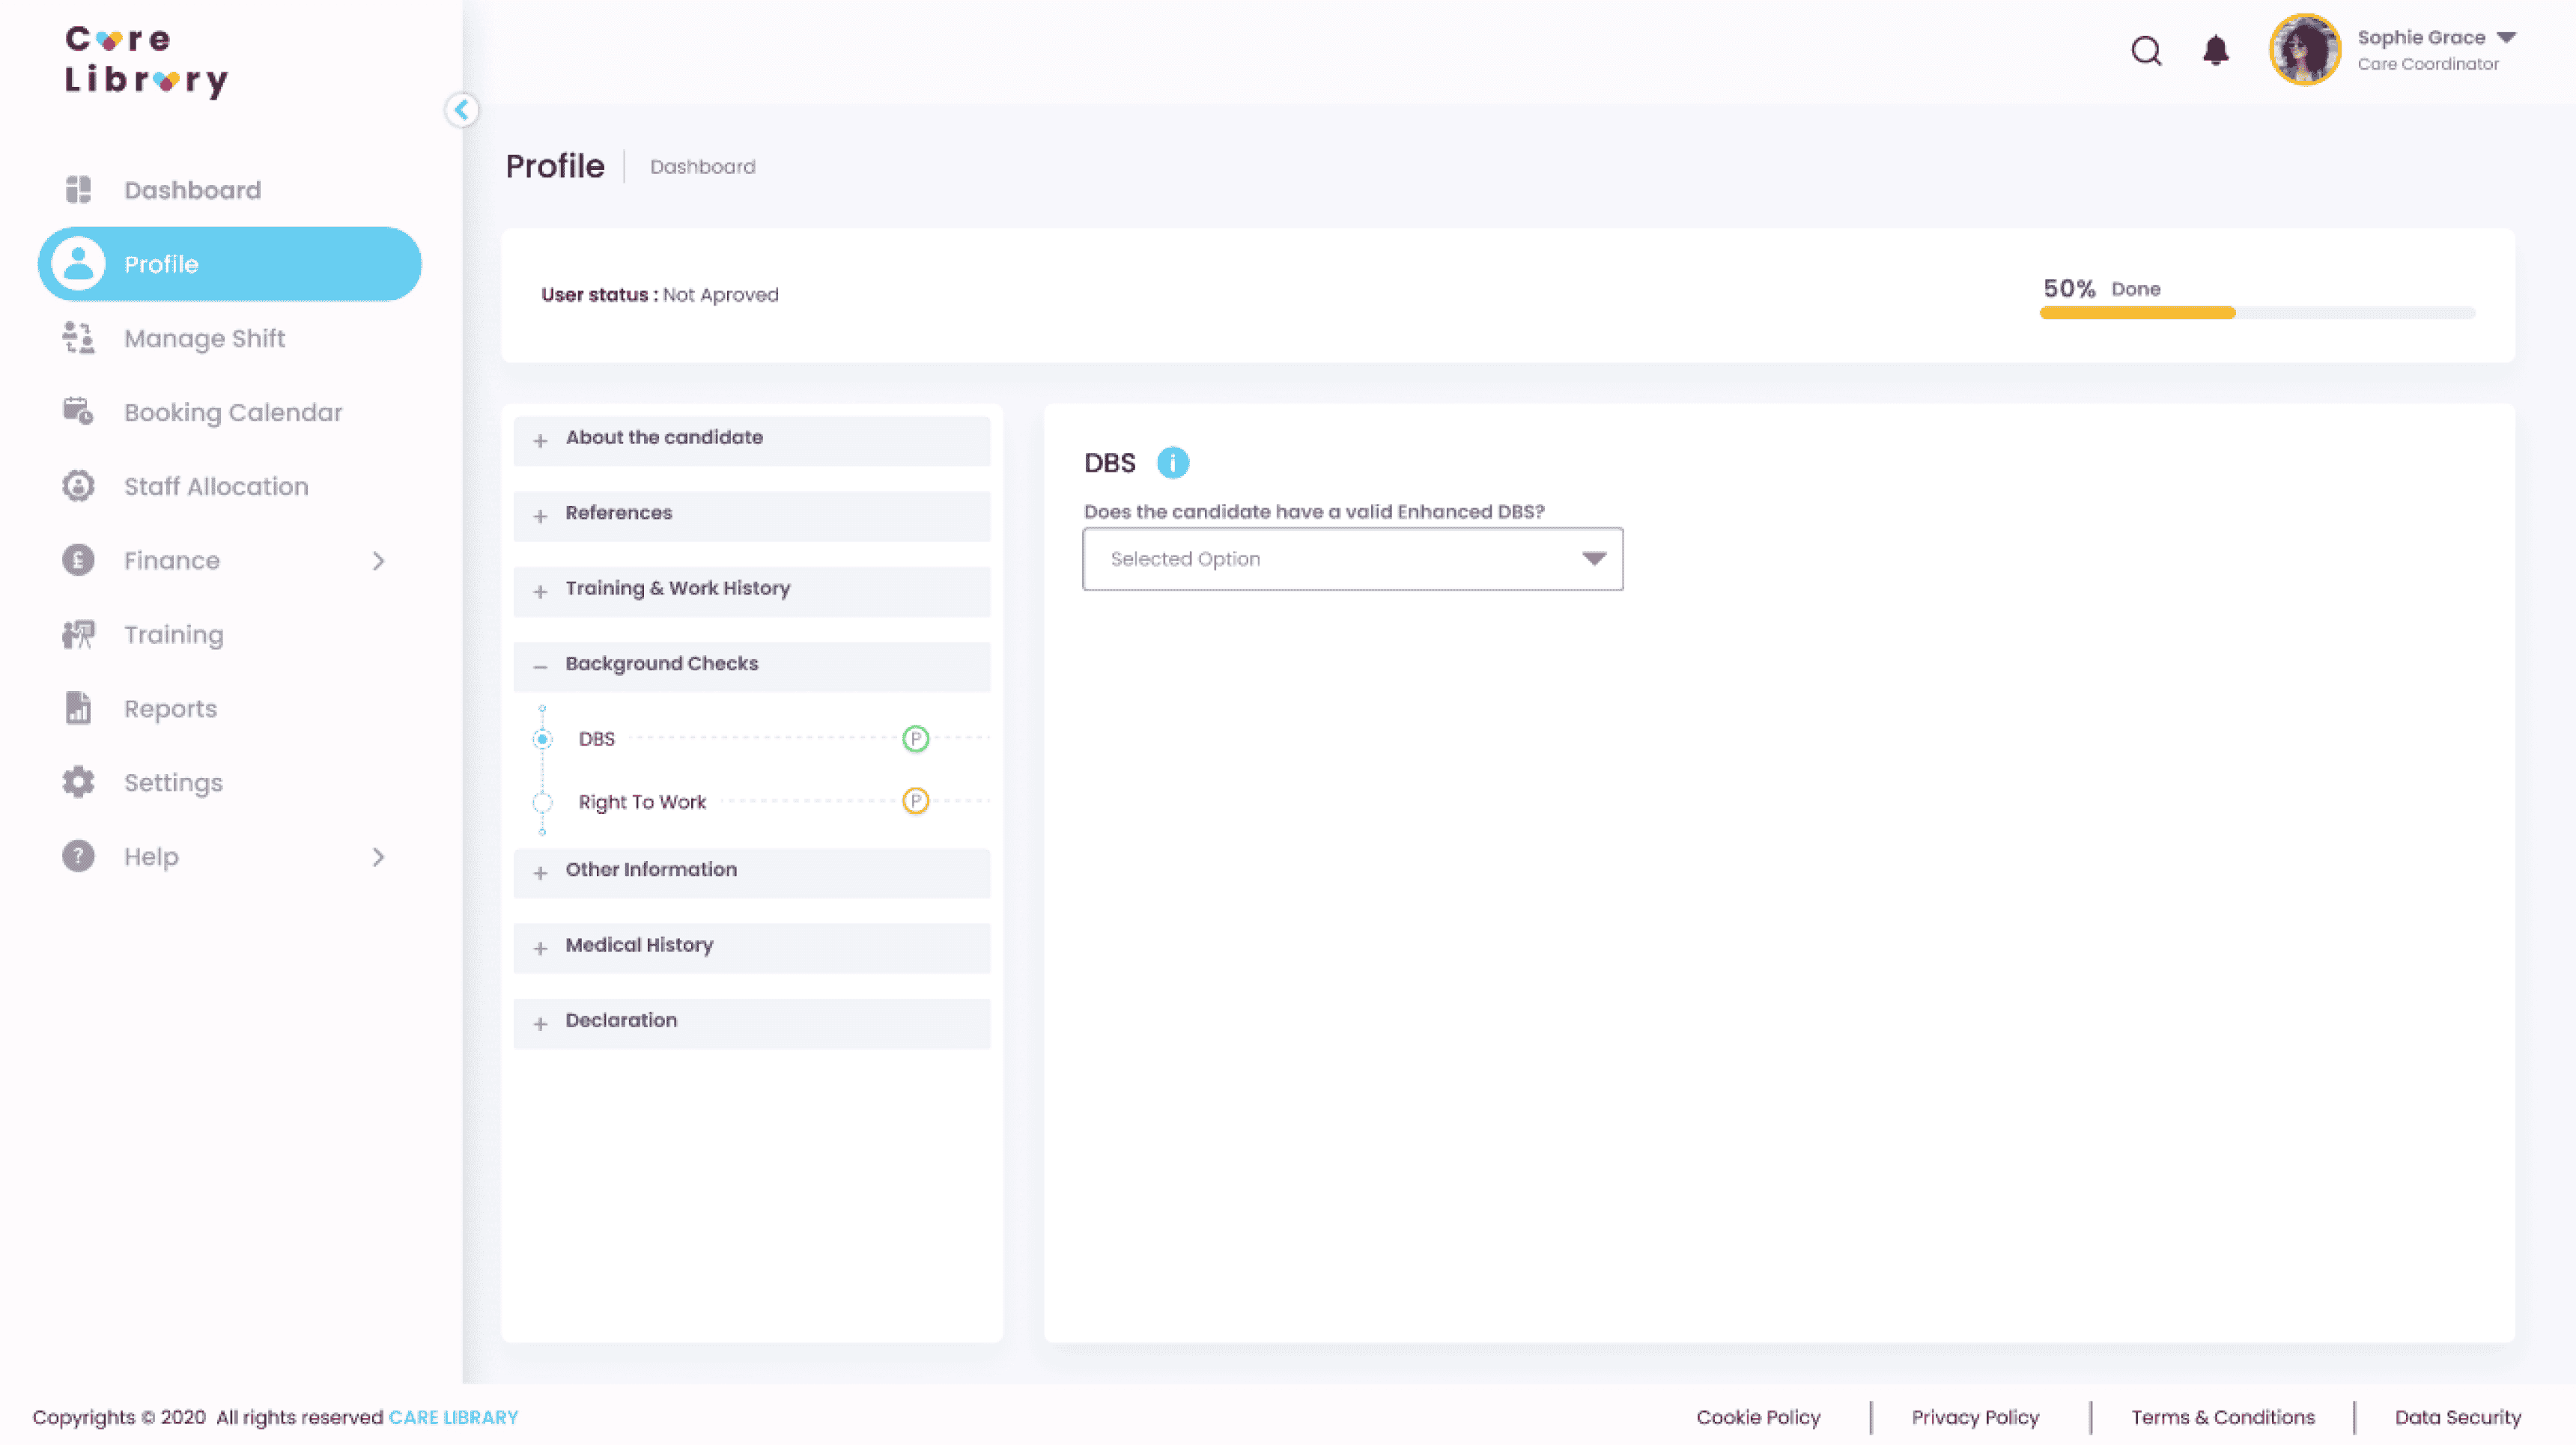 Care
Library
Sophie Grace
Care Coordinator
Profile
Dashboard
Dashboard
Profile
Manage Shift
Booking Calendar
Staff Allocation
Finance
Training
Reports
Settings
Help
User status : Not Aproved
50% Done
About the candidate
References
Training & Work History
Background Checks
DBS P
Right To Work P
Other Information
Medical History
Declaration
DBS i
Does the candidate have a valid Enhanced DBS?
Selected Option
Copyrights © 2020 All rights reserved CARE LIBRARY
Cookie Policy
Privacy Policy
Terms & Conditions
Data Security